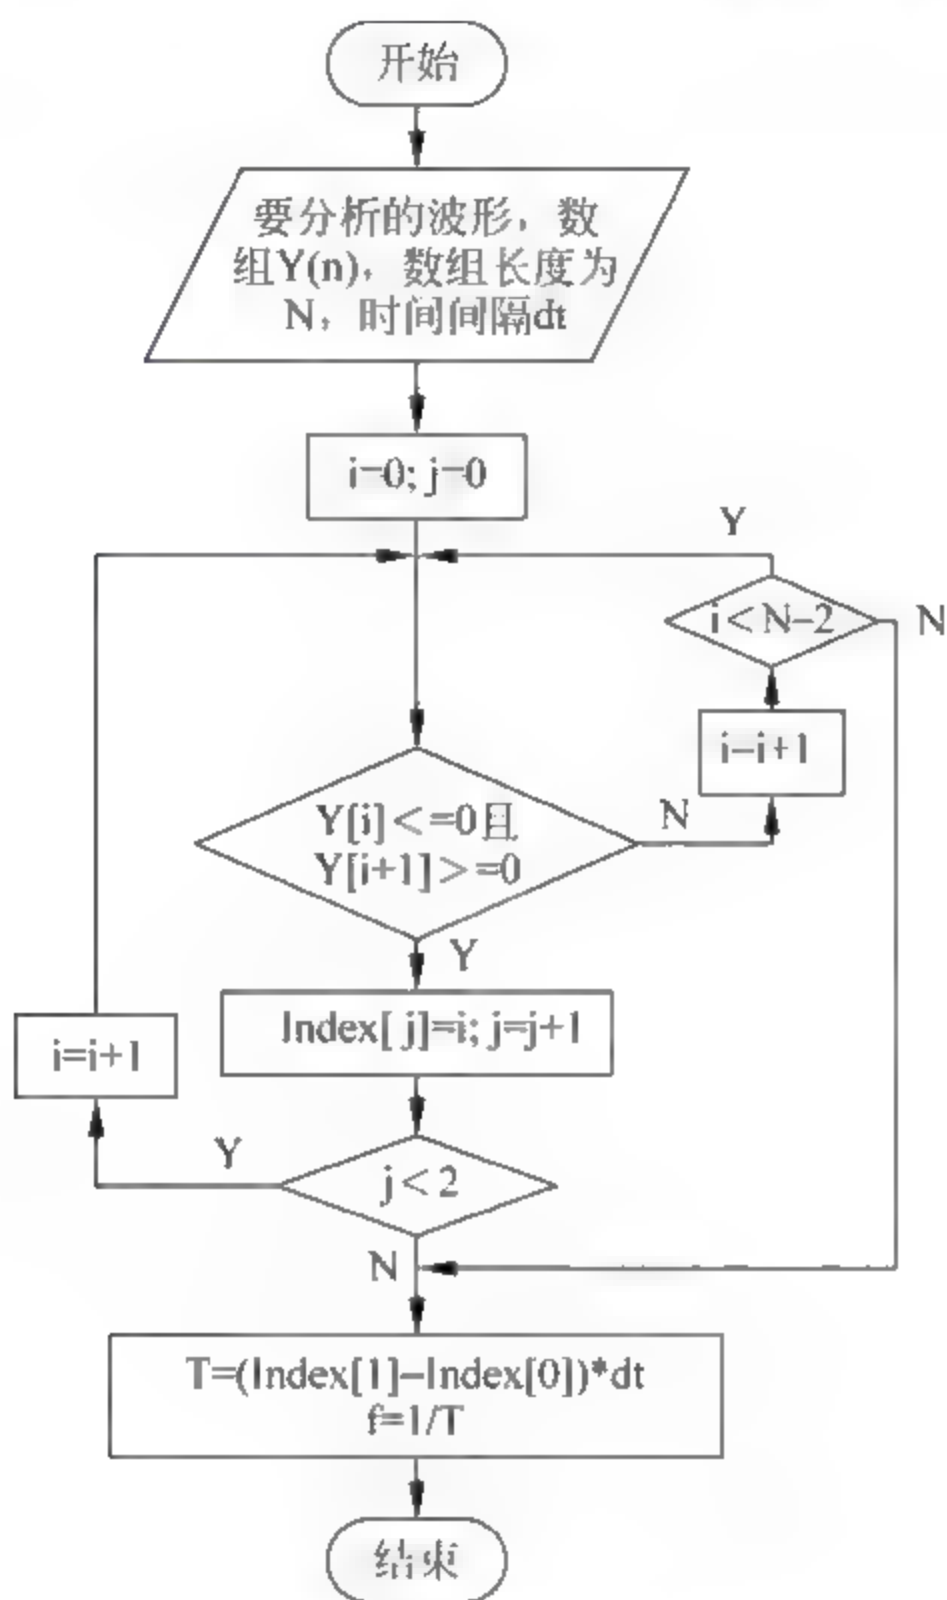 开始
要分析的波形，数
组Y(n)，数组长度为
N，时间间隔dt
i=0; j=0
Y
i<N-2
N
i=i+1
Y[i]<=0且
Y[i+1]>=0
N
Y
Index[ j]=i; j=j+1
i=i+1
Y
j<2
N
T=(Index[1]-Index[0])*dt
f=1/T
结束